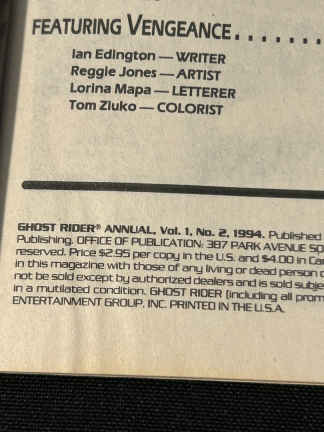 FEATURING VENGEANCE.......
Ian Edington — WRITER
Reggie Jones — ARTIST
Lorina Mapa — LETTERER
Tom Ziuko — COLORIST
GHOST RIDER® ANNUAL, Vol. 1, No. 2, 1994. Published
Publishing. OFFICE OF PUBLICATION: 387 PARK AVENUE SO
reserved. Price $2.95 per copy in the U.S. and $4.00 in Can
in this magazine with those of any living or dead person o
not be sold except by authorized dealers and is sold subje
in a mutilated condition. GHOST RIDER (including all prom
ENTERTAINMENT GROUP, INC. PRINTED IN THE U.S.A.